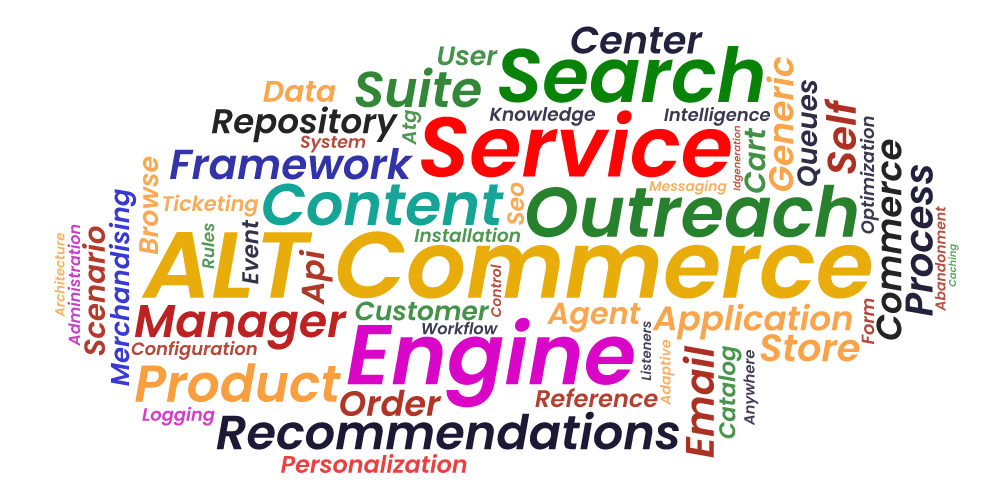 Center
User
Search
Data
Suite
Generic
Queues
Repository
Atg
Knowledge
Intelligence
Self
System
Service
Idgeneration
Cart
Optimization
Framework
Commerce
Process
Browse
Ticketing
Content
Seo
Messaging
Outreach
Merchandising
Rules
Event
Installation
Architecture
Administration
Scenario
ALT Commerce
Api
Control
Abandonment
Caching
Manager
Customer
Workflow
Agent
Application
Form
Configuration
Engine
Listeners
Adaptive
Store
Product
Email
Catalog
Anywhere
Order
Reference
Logging
Recommendations
Personalization